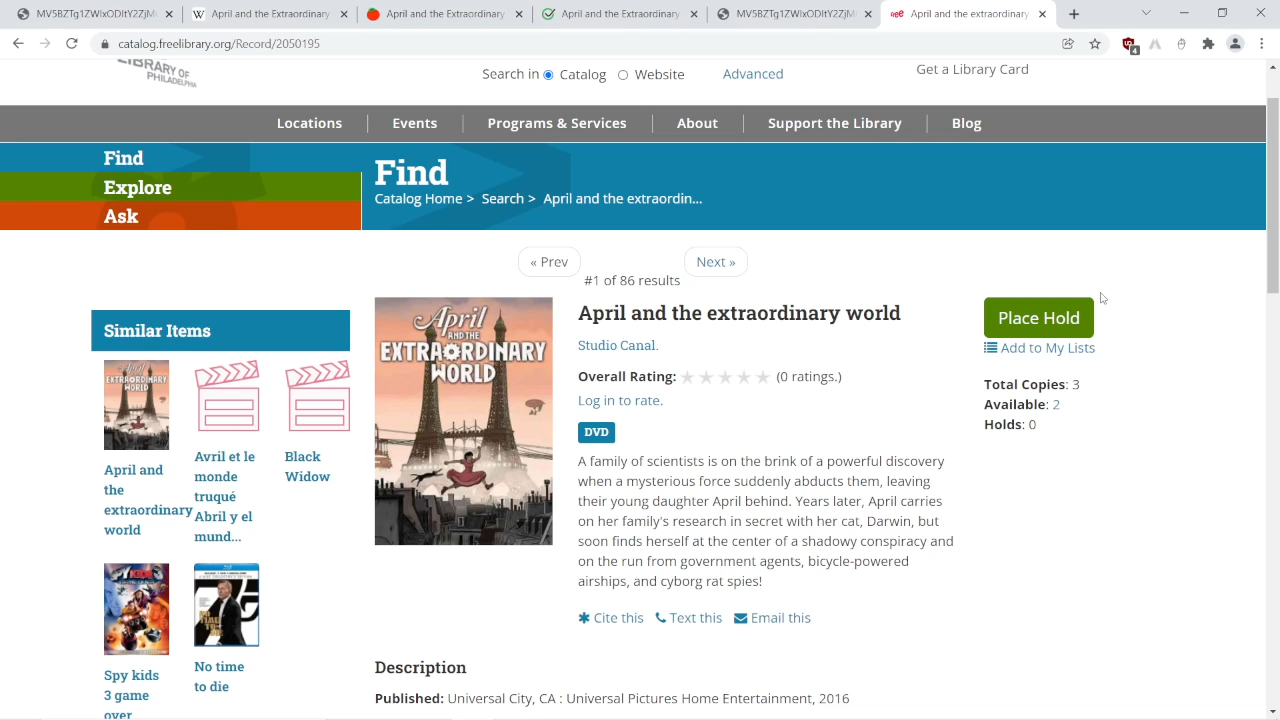 MV5BZTg1ZWIxODItY2ZjM
April and the Extraordinary
April and the Extraordinary
April and the Extraordinary
MV5BZTg1ZWIxODItY2ZjM
April and the extraordinary
catalog.freelibrary.org/Record/2050195
4
LIBRARY OF
PHILADELPHIA
Search in Catalog Website Advanced
Get a Library Card
Locations Events Programs & Services About Support the Library Blog
Find
Explore
Ask
Find
Catalog Home > Search > April and the extraordin...
« Prev
Next »
#1 of 86 results
Similar Items
April and the extraordinary world
Avril et le monde truqué Abril y el mund...
Black Widow
Spy kids 3 game over
No time to die
April
AND THE
EXTRAORDINARY
WORLD
April and the extraordinary world
Studio Canal.
Overall Rating: (0 ratings.)
Log in to rate.
DVD
A family of scientists is on the brink of a powerful discovery
when a mysterious force suddenly abducts them, leaving
their young daughter April behind. Years later, April carries
on her family's research in secret with her cat, Darwin, but
soon finds herself at the center of a shadowy conspiracy and
on the run from government agents, bicycle-powered
airships, and cyborg rat spies!
Cite this Text this Email this
Place Hold
Add to My Lists
Total Copies: 3
Available: 2
Holds: 0
Description
Published: Universal City, CA : Universal Pictures Home Entertainment, 2016